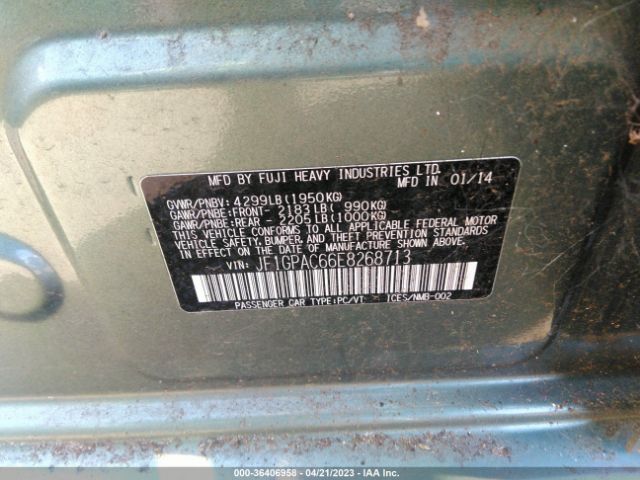 MFD BY FUJI HEAVY INDUSTRIES LTD.
MFD IN 01/14
GVWR/PNBV: 4299LB(1950KG)
GAWR/PNBE:FRONT- 2183LB( 990KG)
GAWR/PNBE:REAR - 2205LB(1000KG)
THIS VEHICLE CONFORMS TO ALL APPLICABLE FEDERAL MOTOR
VEHICLE SAFETY, BUMPER, AND THEFT PREVENTION STANDARDS
IN EFFECT ON THE DATE OF MANUFACTURE SHOWN ABOVE.
VIN: JF1GPAC66E8268713
PASSENGER CAR TYPE:PC/VT ICES/NMB-002
000-36406958 - 04/21/2023 - IAA Inc.